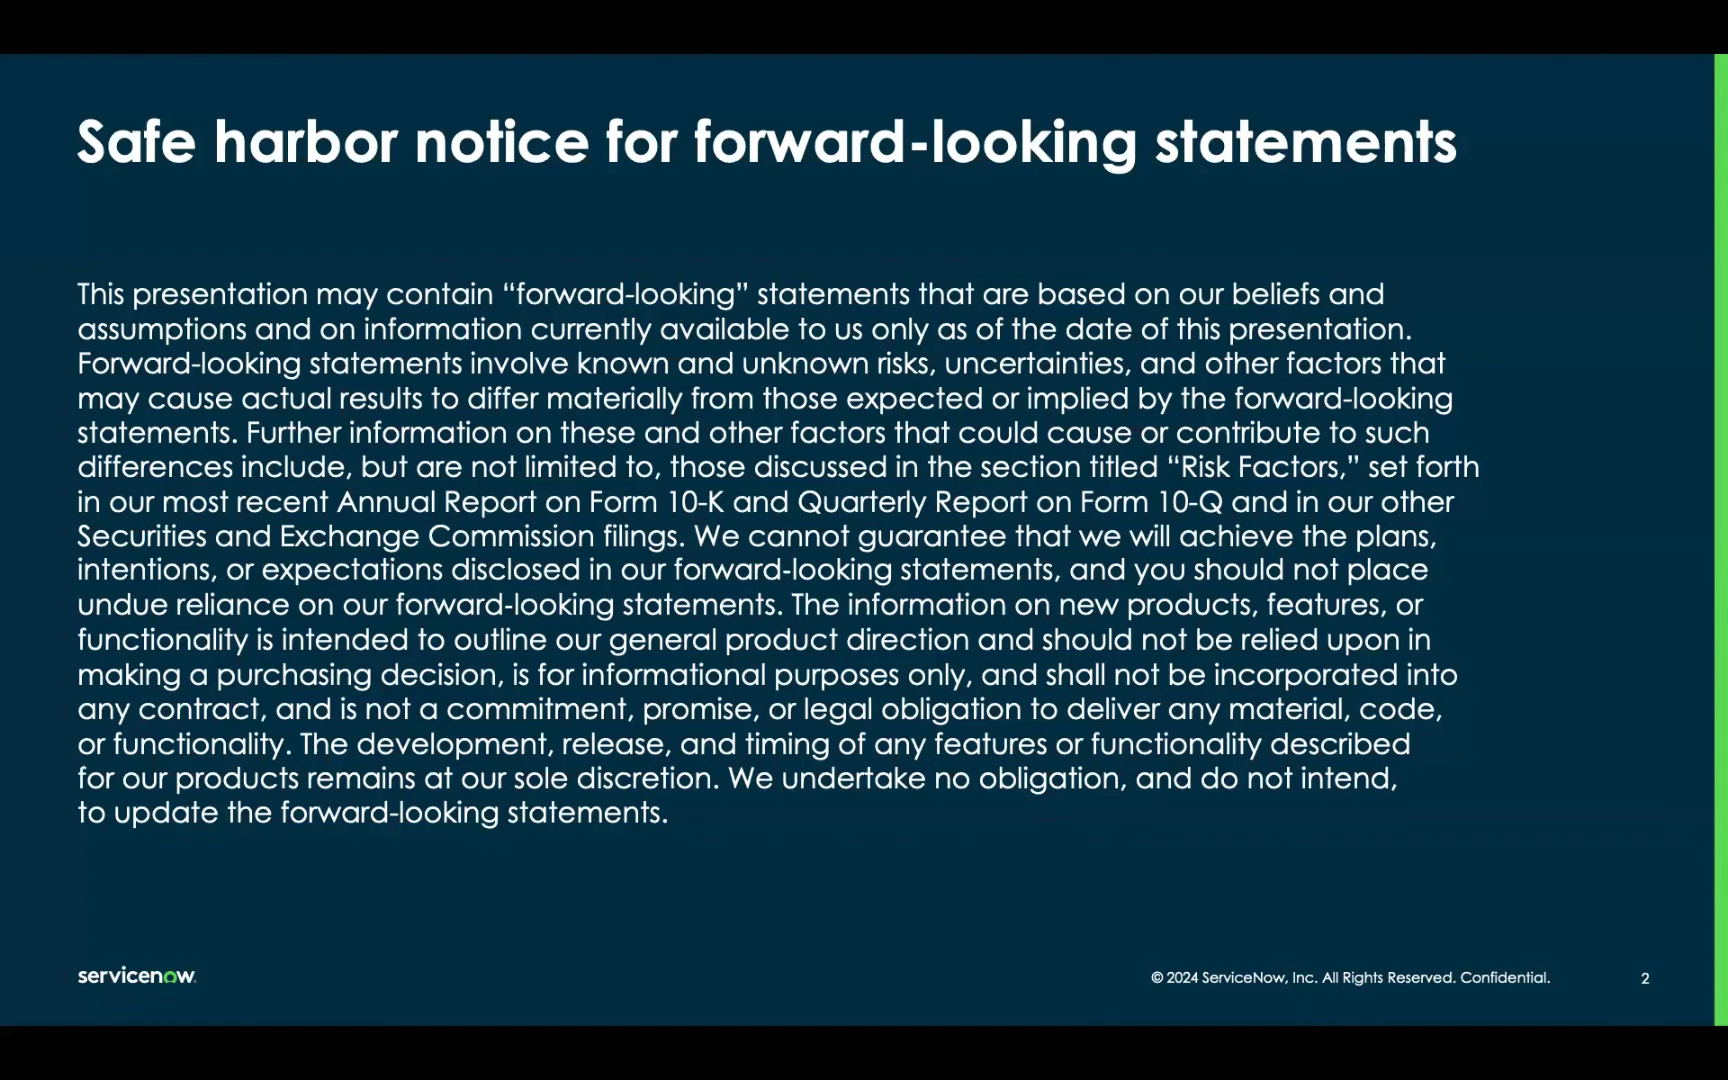 Safe harbor notice for forward-looking statements
This presentation may contain “forward-looking” statements that are based on our beliefs and
assumptions and on information currently available to us only as of the date of this presentation.
Forward-looking statements involve known and unknown risks, uncertainties, and other factors that
may cause actual results to differ materially from those expected or implied by the forward-looking
statements. Further information on these and other factors that could cause or contribute to such
differences include, but are not limited to, those discussed in the section titled “Risk Factors,” set forth
in our most recent Annual Report on Form 10-K and Quarterly Report on Form 10-Q and in our other
Securities and Exchange Commission filings. We cannot guarantee that we will achieve the plans,
intentions, or expectations disclosed in our forward-looking statements, and you should not place
undue reliance on our forward-looking statements. The information on new products, features, or
functionality is intended to outline our general product direction and should not be relied upon in
making a purchasing decision, is for informational purposes only, and shall not be incorporated into
any contract, and is not a commitment, promise, or legal obligation to deliver any material, code,
or functionality. The development, release, and timing of any features or functionality described
for our products remains at our sole discretion. We undertake no obligation, and do not intend,
to update the forward-looking statements.
servicenow
© 2024 ServiceNow, Inc. All Rights Reserved. Confidential.
2